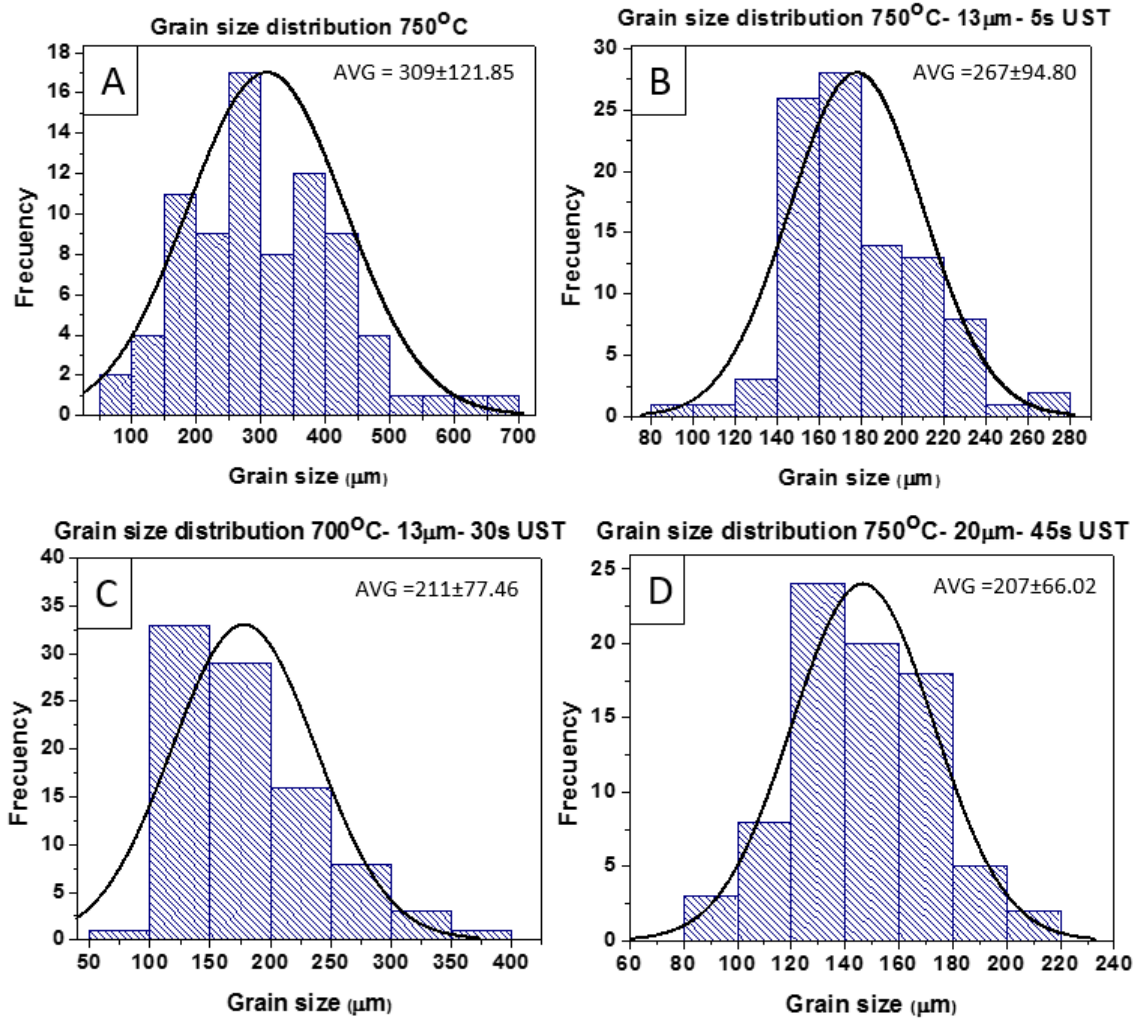 Grain size distribution 750°C
A
AVG = 309±121.85
18
16
14
12
10
8
6
4
2
0
Frecuency
100 200 300 400 500 600 700
Grain size (μm)
Grain size distribution 750°C- 13μm- 5s UST
B
AVG =267±94.80
30
25
20
15
10
5
0
Frecuency
80 100 120 140 160 180 200 220 240 260 280
Grain size (μm)
Grain size distribution 700°C- 13μm- 30s UST
C
AVG =211±77.46
40
35
30
25
20
15
10
5
0
Frecuency
50 100 150 200 250 300 350 400
Grain size (μm)
Grain size distribution 750°C- 20μm- 45s UST
D
AVG =207±66.02
25
20
15
10
5
0
Frecuency
60 80 100 120 140 160 180 200 220 240
Grain size (μm)